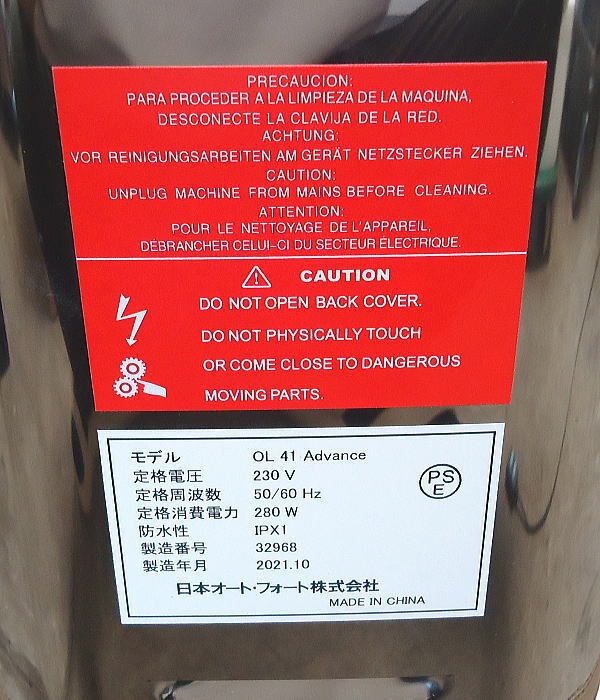 PRECAUCION:
PARA PROCEDER A LA LIMPIEZA DE LA MAQUINA,
DESCONECTE LA CLAVIJA DE LA RED.
ACHTUNG:
VOR REINIGUNGSARBEITEN AM GERÄT NETZSTECKER ZIEHEN.
CAUTION:
UNPLUG MACHINE FROM MAINS BEFORE CLEANING.
ATTENTION:
POUR LE NETTOYAGE DE L'APPAREIL,
DÉBRANCHER CELUI-CI DU SECTEUR ÉLECTRIQUE.
CAUTION
DO NOT OPEN BACK COVER.
DO NOT PHYSICALLY TOUCH
OR COME CLOSE TO DANGEROUS
MOVING PARTS.
モデル OL 41 Advance
定格電圧 230 V
定格周波数 50/60 Hz
定格消費電力 280 W
防水性 IPX1
製造番号 32968
製造年月 2021.10
PS
E
日本オート・フォート株式会社
MADE IN CHINA